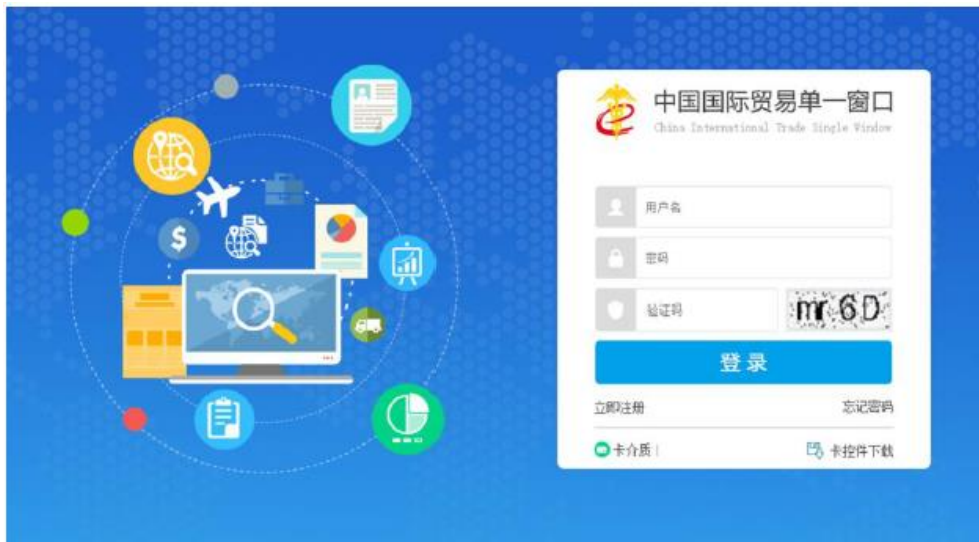 中国国际贸易单一窗口
China International Trade Single Window
用户名
密码
验证码
mr6D
登录
立即注册 忘记密码
卡介质 | 卡控件下载
$